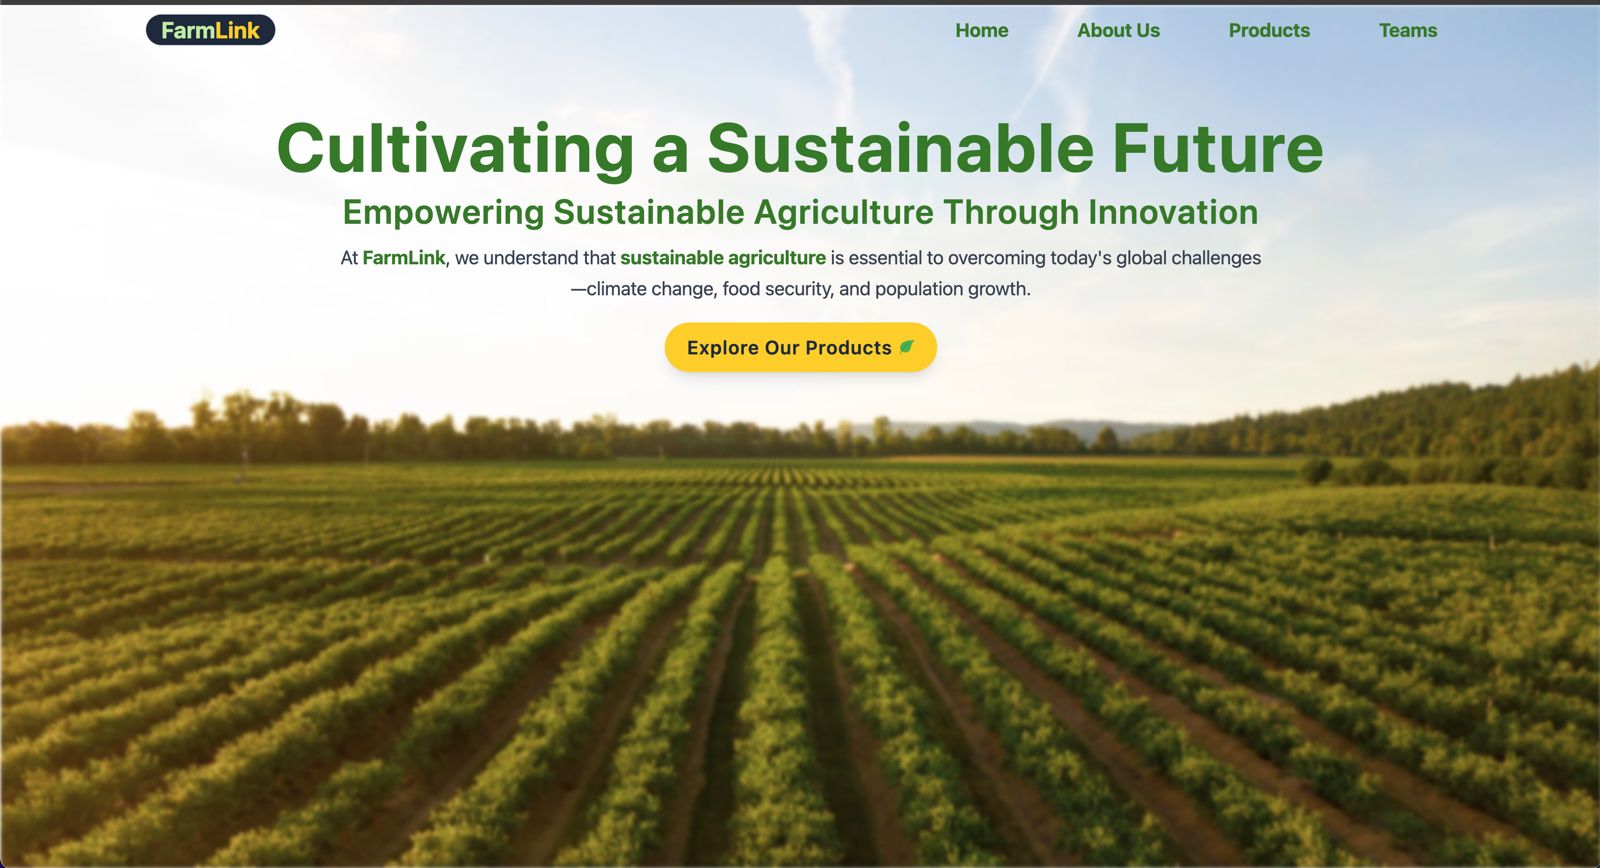 FarmLink
Home About Us Products Teams
Cultivating a Sustainable Future
Empowering Sustainable Agriculture Through Innovation
At FarmLink, we understand that sustainable agriculture is essential to overcoming today's global challenges
—climate change, food security, and population growth.
Explore Our Products